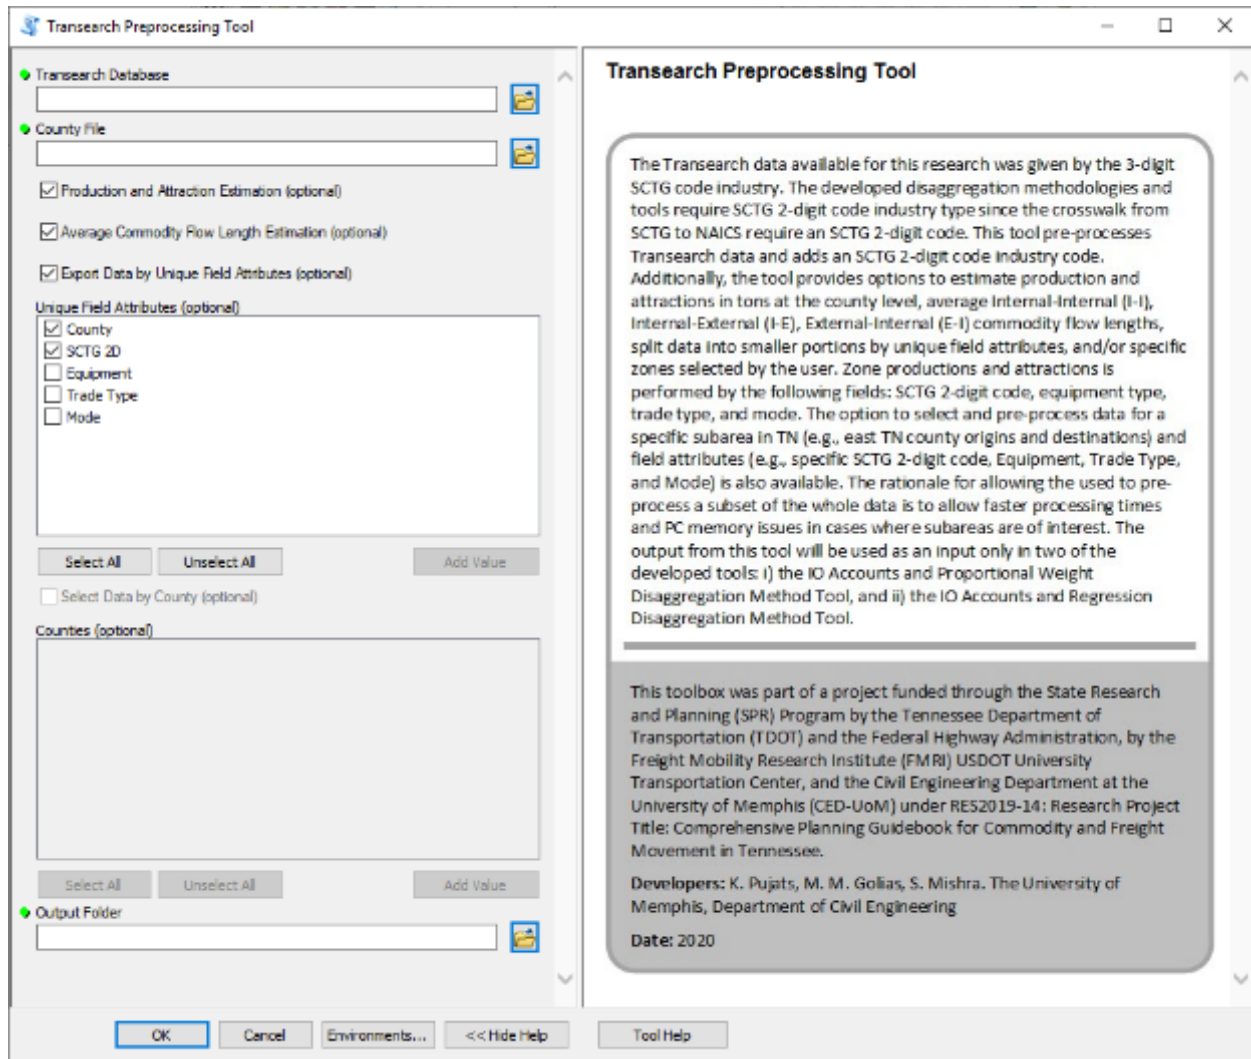 Transearch Preprocessing Tool
Transearch Database
County File
Production and Attraction Estimation (optional)
Average Commodity Flow Length Estimation (optional)
Export Data by Unique Field Attributes (optional)
Unique Field Attributes (optional)
County
SCTG 2D
Equipment
Trade Type
Mode
Select All Unselect All Add Value
Select Data by County (optional)
Counties (optional)
Select All Unselect All Add Value
Output Folder
OK Cancel Environments... << Hide Help Tool Help
Transearch Preprocessing Tool
The Transearch data available for this research was given by the 3-digit
SCTG code industry. The developed disaggregation methodologies and
tools require SCTG 2-digit code industry type since the crosswalk from
SCTG to NAICS require an SCTG 2-digit code. This tool pre-processes
Transearch data and adds an SCTG 2-digit code industry code.
Additionally, the tool provides options to estimate production and
attractions in tons at the county level, average Internal-Internal (I-I),
Internal-External (I-E), External-Internal (E-I) commodity flow lengths,
split data into smaller portions by unique field attributes, and/or specific
zones selected by the user. Zone productions and attractions is
performed by the following fields: SCTG 2-digit code, equipment type,
trade type, and mode. The option to select and pre-process data for a
specific subarea in TN (e.g., east TN county origins and destinations) and
field attributes (e.g., specific SCTG 2-digit code, Equipment, Trade Type,
and Mode) is also available. The rationale for allowing the used to pre-
process a subset of the whole data is to allow faster processing times
and PC memory issues in cases where subareas are of interest. The
output from this tool will be used as an input only in two of the
developed tools: i) the IO Accounts and Proportional Weight
Disaggregation Method Tool, and ii) the IO Accounts and Regression
Disaggregation Method Tool.
This toolbox was part of a project funded through the State Research
and Planning (SPR) Program by the Tennessee Department of
Transportation (TDOT) and the Federal Highway Administration, by the
Freight Mobility Research Institute (FMRI) USDOT University
Transportation Center, and the Civil Engineering Department at the
University of Memphis (CED-UoM) under RES2019-14: Research Project
Title: Comprehensive Planning Guidebook for Commodity and Freight
Movement in Tennessee.
Developers: K. Pujats, M. M. Golias, S. Mishra. The University of
Memphis, Department of Civil Engineering
Date: 2020